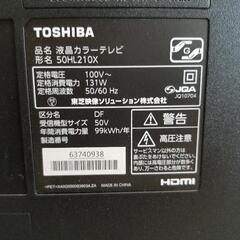 TOSHIBA
品名 液晶カラーテレビ
形名 50HL210X
定格電圧 100V~
定格消費電力 131W
定格周波数 50/60 Hz
東芝映像ソリューション株式会社
JQA
JQ10704
区分 DF
受信機型サイズ 50V
年間消費電力量 99kWh/年
製造番号
63740938
MADE IN CHINA
警告
高圧注意
HDMI